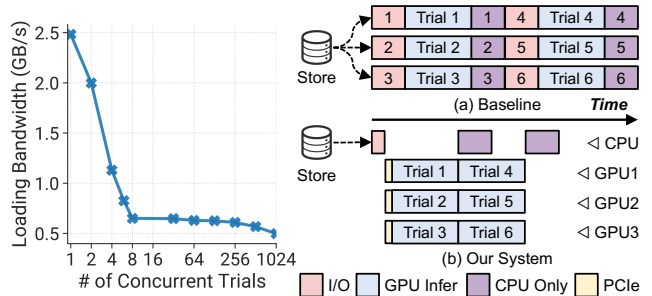 Loading Bandwidth (GB/s)
2.5
2.0
1.5
1.0
0.5
1 2 4 8 16 64 256 1024
# of Concurrent Trials
Store
1 Trial 1 1 4 Trial 4 4
2 Trial 2 2 5 Trial 5 5
3 Trial 3 3 6 Trial 6 6
(a) Baseline Time
Store
CPU
Trial 1 Trial 4 GPU1
Trial 2 Trial 5 GPU2
Trial 3 Trial 6 GPU3
(b) Our System
I/O GPU Infer CPU Only PCIe